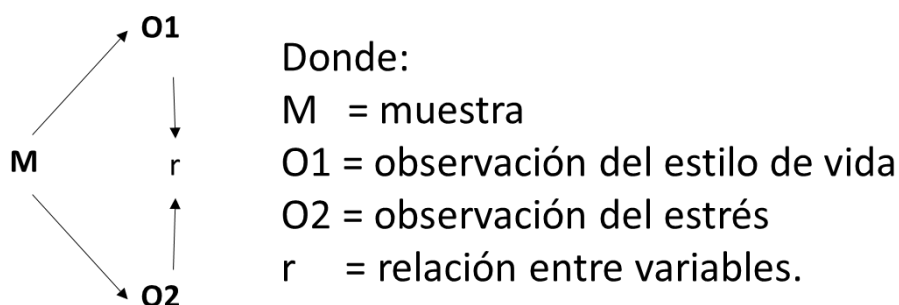 O1
Donde:
M = muestra
M
r
O1 = observación del estilo de vida
O2 = observación del estrés
r = relación entre variables.
O2